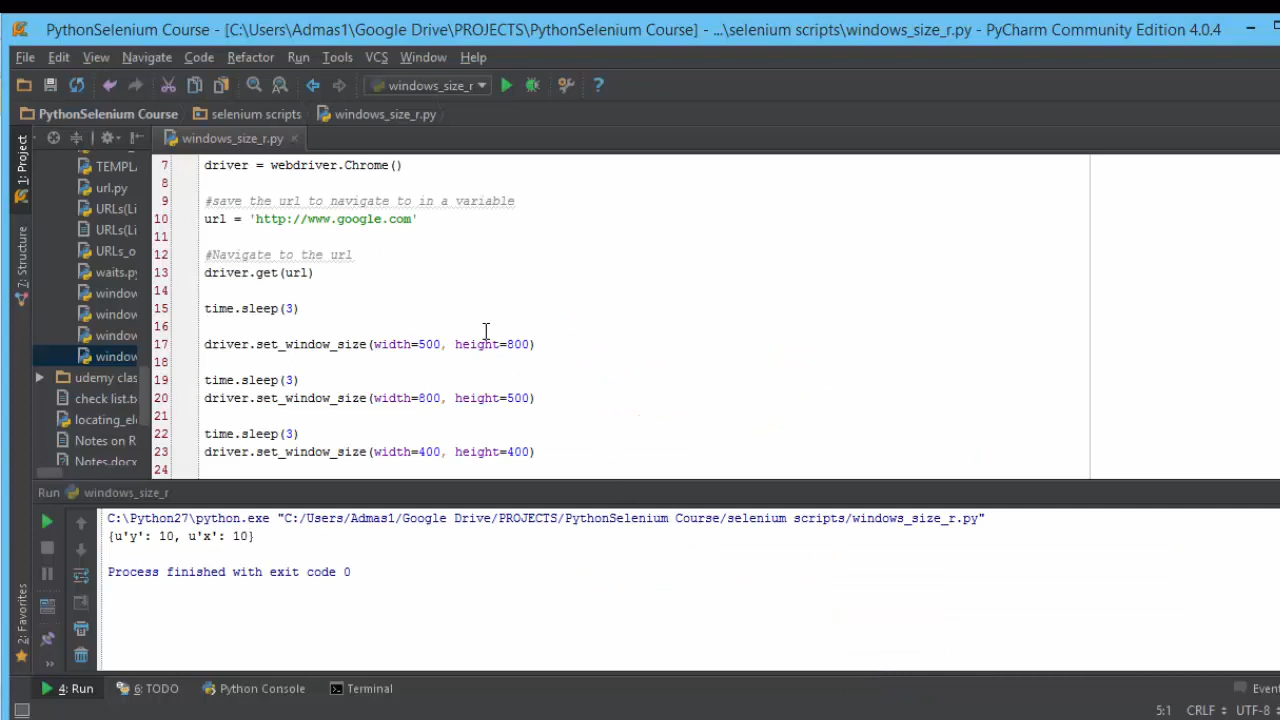 PythonSelenium Course - [C:\Users\Admas1\Google Drive\PROJECTS\PythonSelenium Course] - ...\selenium scripts\windows_size_r.py - PyCharm Community Edition 4.0.4
File Edit View Navigate Code Refactor Run Tools VCS Window Help
windows_size_r
PythonSelenium Course selenium scripts windows_size_r.py
1: Project
7: Structure
2: Favorites
windows_size_r.py
TEMPL
url.py
URLs(Li
URLs(Li
URLs_o
waits.py
window
window
window
window
udemy clas
check list.tx
locating_ele
Notes on R
Notes.docx
7 driver = webdriver.Chrome()
8
9 #save the url to navigate to in a variable
10 url = 'http://www.google.com'
11
12 #Navigate to the url
13 driver.get(url)
14
15 time.sleep(3)
16
17 driver.set_window_size(width=500, height=800)
18
19 time.sleep(3)
20 driver.set_window_size(width=800, height=500)
21
22 time.sleep(3)
23 driver.set_window_size(width=400, height=400)
24
Run windows_size_r
C:\Python27\python.exe "C:/Users/Admas1/Google Drive/PROJECTS/PythonSelenium Course/selenium scripts/windows_size_r.py"
{u'y': 10, u'x': 10}
Process finished with exit code 0
4: Run 6: TODO Python Console Terminal Event
5:1 CRLF UTF-8